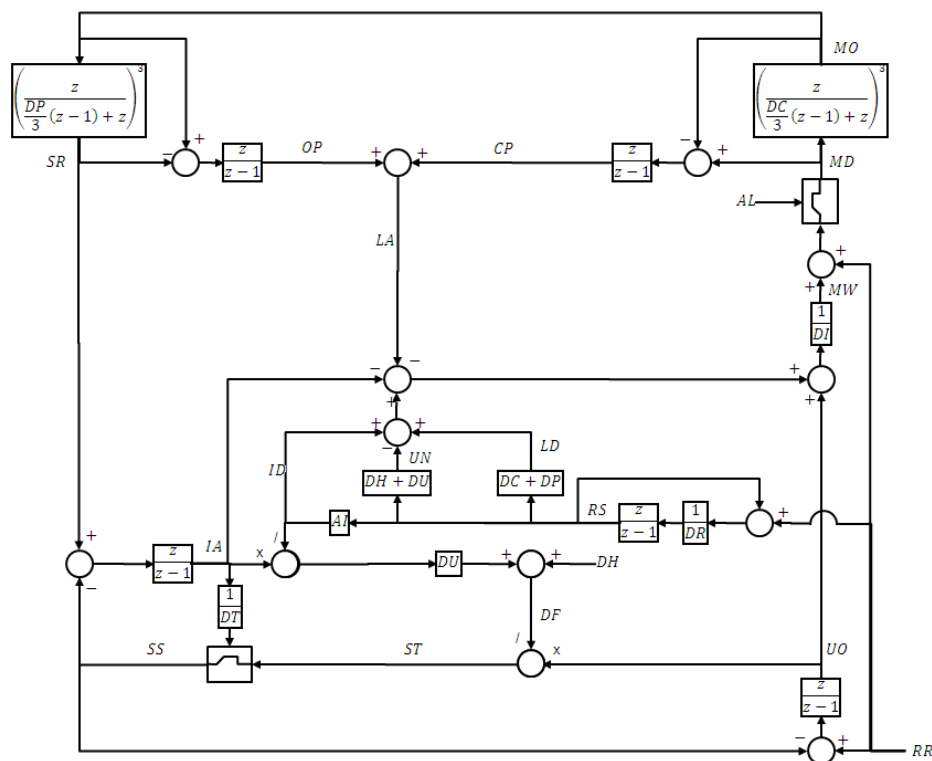 MO
( z / (DP/3 (z − 1) + z) )³
( z / (DC/3 (z − 1) + z) )³
+ −
SR − z / (z − 1) OP + + CP z / (z − 1) − + MD
AL
LA
+ +
MW
1 / DI
− − + +
+
+ − +
ID UN LD
DH + DU DC + DP
RS
AI z / (z − 1) 1 / DR +
+ z / (z − 1) IA x / DU + + DH
−
1 / DT
DF
SS ST / x UO
z / (z − 1)
− + RR